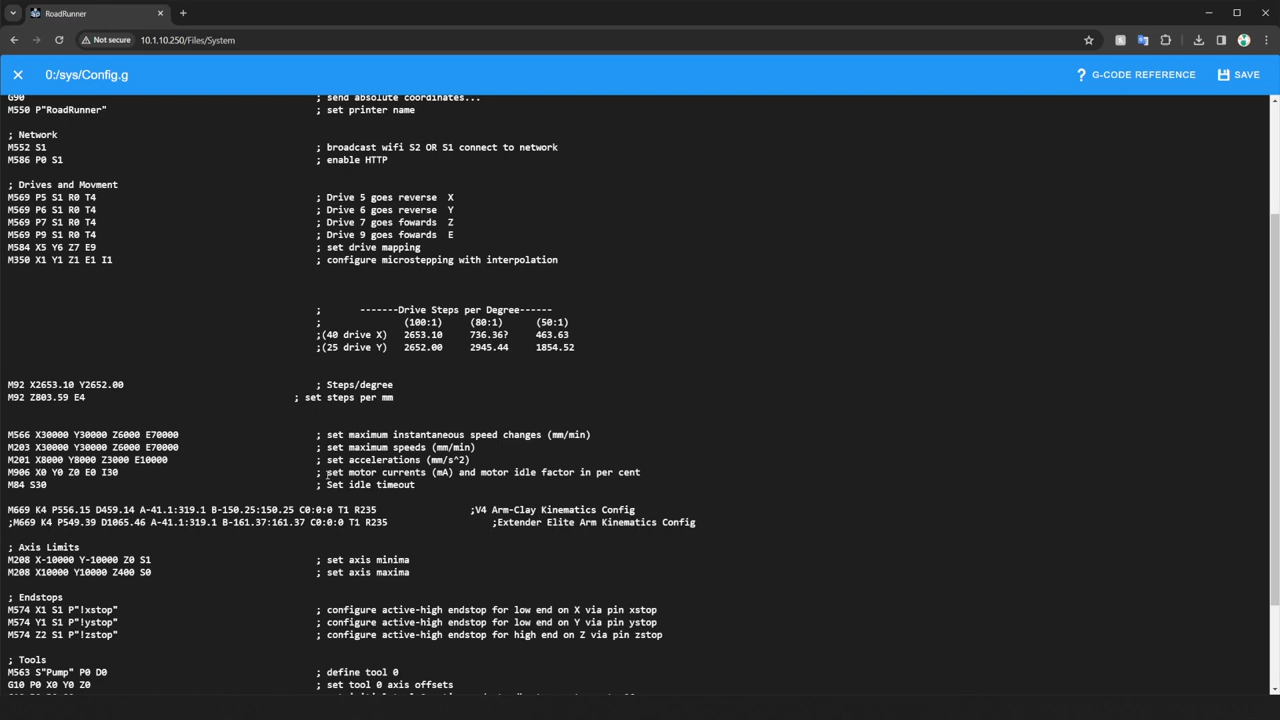 RoadRunner
Not secure 10.1.10.250/Files/System
0:/sys/Config.g
? G-CODE REFERENCE SAVE
G90 ; send absolute coordinates...
M550 P"RoadRunner" ; set printer name
; Network
M552 S1 ; broadcast wifi S2 OR S1 connect to network
M586 P0 S1 ; enable HTTP
; Drives and Movment
M569 P5 S1 R0 T4 ; Drive 5 goes reverse X
M569 P6 S1 R0 T4 ; Drive 6 goes reverse Y
M569 P7 S1 R0 T4 ; Drive 7 goes fowards Z
M569 P9 S1 R0 T4 ; Drive 9 goes fowards E
M584 X5 Y6 Z7 E9 ; set drive mapping
M350 X1 Y1 Z1 E1 I1 ; configure microstepping with interpolation
; -------Drive Steps per Degree------
; (100:1) (80:1) (50:1)
;(40 drive X) 2653.10 736.36? 463.63
;(25 drive Y) 2652.00 2945.44 1854.52
M92 X2653.10 Y2652.00 ; Steps/degree
M92 Z803.59 E4 ; set steps per mm
M566 X30000 Y30000 Z6000 E70000 ; set maximum instantaneous speed changes (mm/min)
M203 X30000 Y30000 Z6000 E70000 ; set maximum speeds (mm/min)
M201 X8000 Y8000 Z3000 E10000 ; set accelerations (mm/s^2)
M906 X0 Y0 Z0 E0 I30 ; set motor currents (mA) and motor idle factor in per cent
M84 S30 ; Set idle timeout
M669 K4 P556.15 D459.14 A-41.1:319.1 B-150.25:150.25 C0:0:0 T1 R235 ;V4 Arm-Clay Kinematics Config
;M669 K4 P549.39 D1065.46 A-41.1:319.1 B-161.37:161.37 C0:0:0 T1 R235 ;Extender Elite Arm Kinematics Config
; Axis Limits
M208 X-10000 Y-10000 Z0 S1 ; set axis minima
M208 X10000 Y10000 Z400 S0 ; set axis maxima
; Endstops
M574 X1 S1 P"!xstop" ; configure active-high endstop for low end on X via pin xstop
M574 Y1 S1 P"!ystop" ; configure active-high endstop for low end on Y via pin ystop
M574 Z2 S1 P"!zstop" ; configure active-high endstop for high end on Z via pin zstop
; Tools
M563 S"Pump" P0 D0 ; define tool 0
G10 P0 X0 Y0 Z0 ; set tool 0 axis offsets